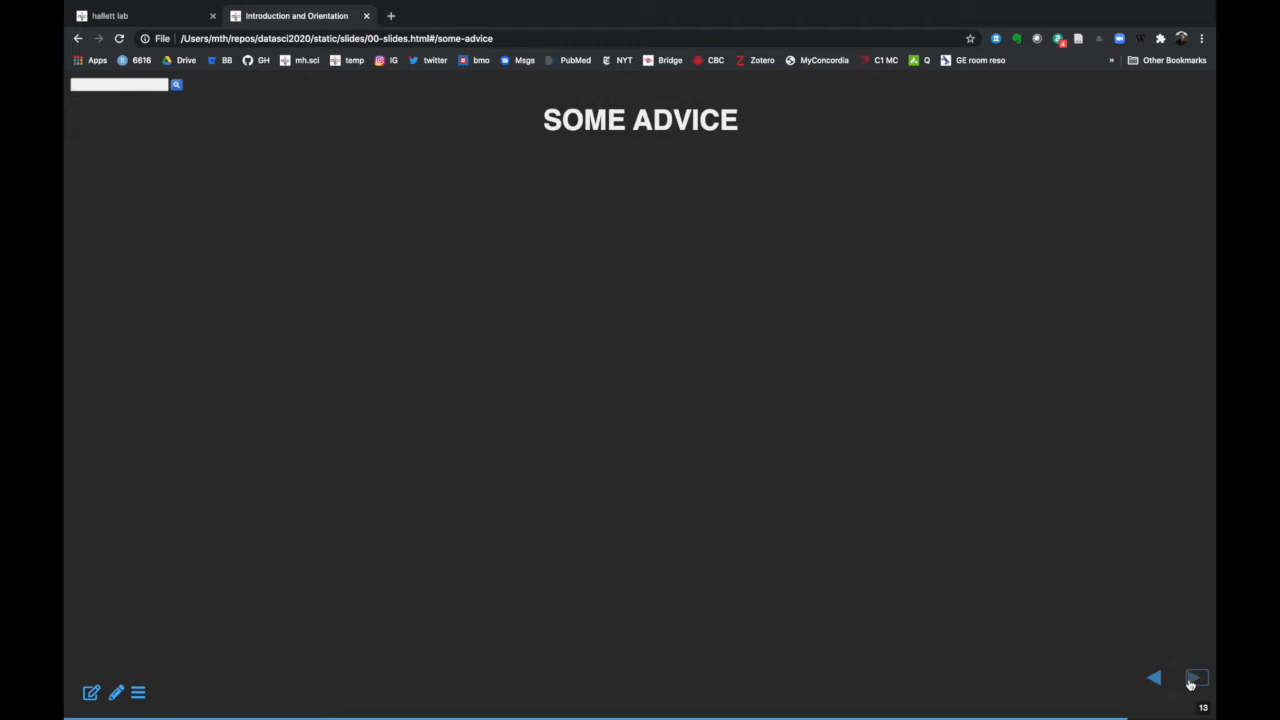 hallett lab
Introduction and Orientation
File /Users/mth/repos/datasci2020/static/slides/00-slides.html#/some-advice
Apps 6616 Drive BB GH mh.sci temp IG twitter bmo Msgs PubMed NYT Bridge CBC Zotero MyConcordia C1 MC Q GE room reso » Other Bookmarks
SOME ADVICE
13